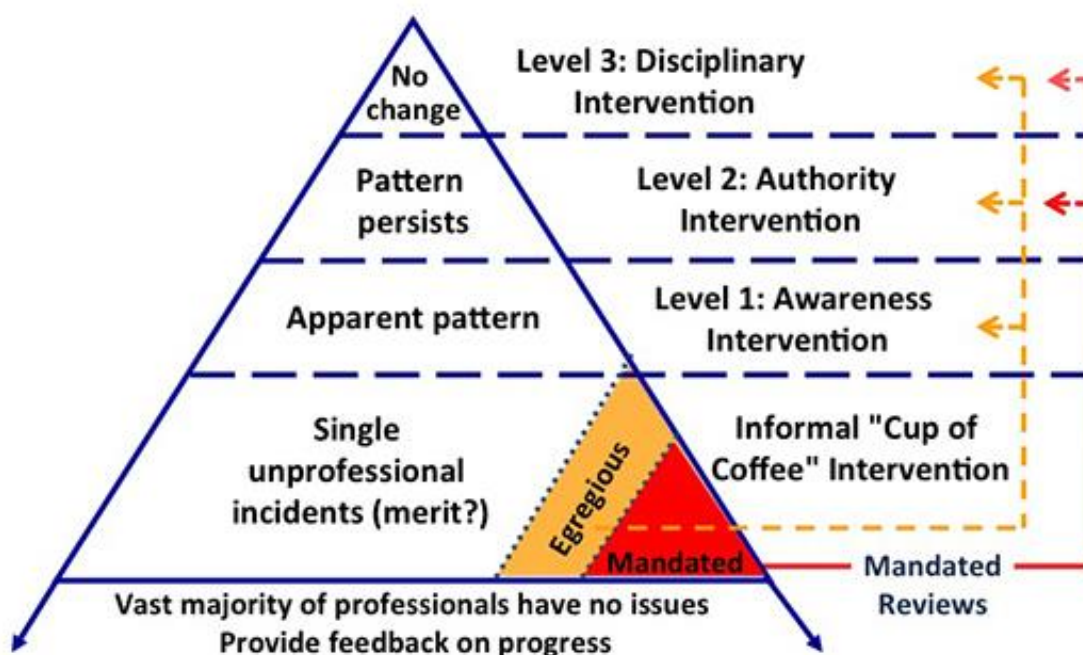 No
change
Level 3: Disciplinary
Intervention
Pattern
persists
Level 2: Authority
Intervention
Apparent pattern
Level 1: Awareness
Intervention
Single
unprofessional
incidents (merit?)
Egregious
Mandated
Informal "Cup of
Coffee" Intervention
Mandated
Reviews
Vast majority of professionals have no issues
Provide feedback on progress